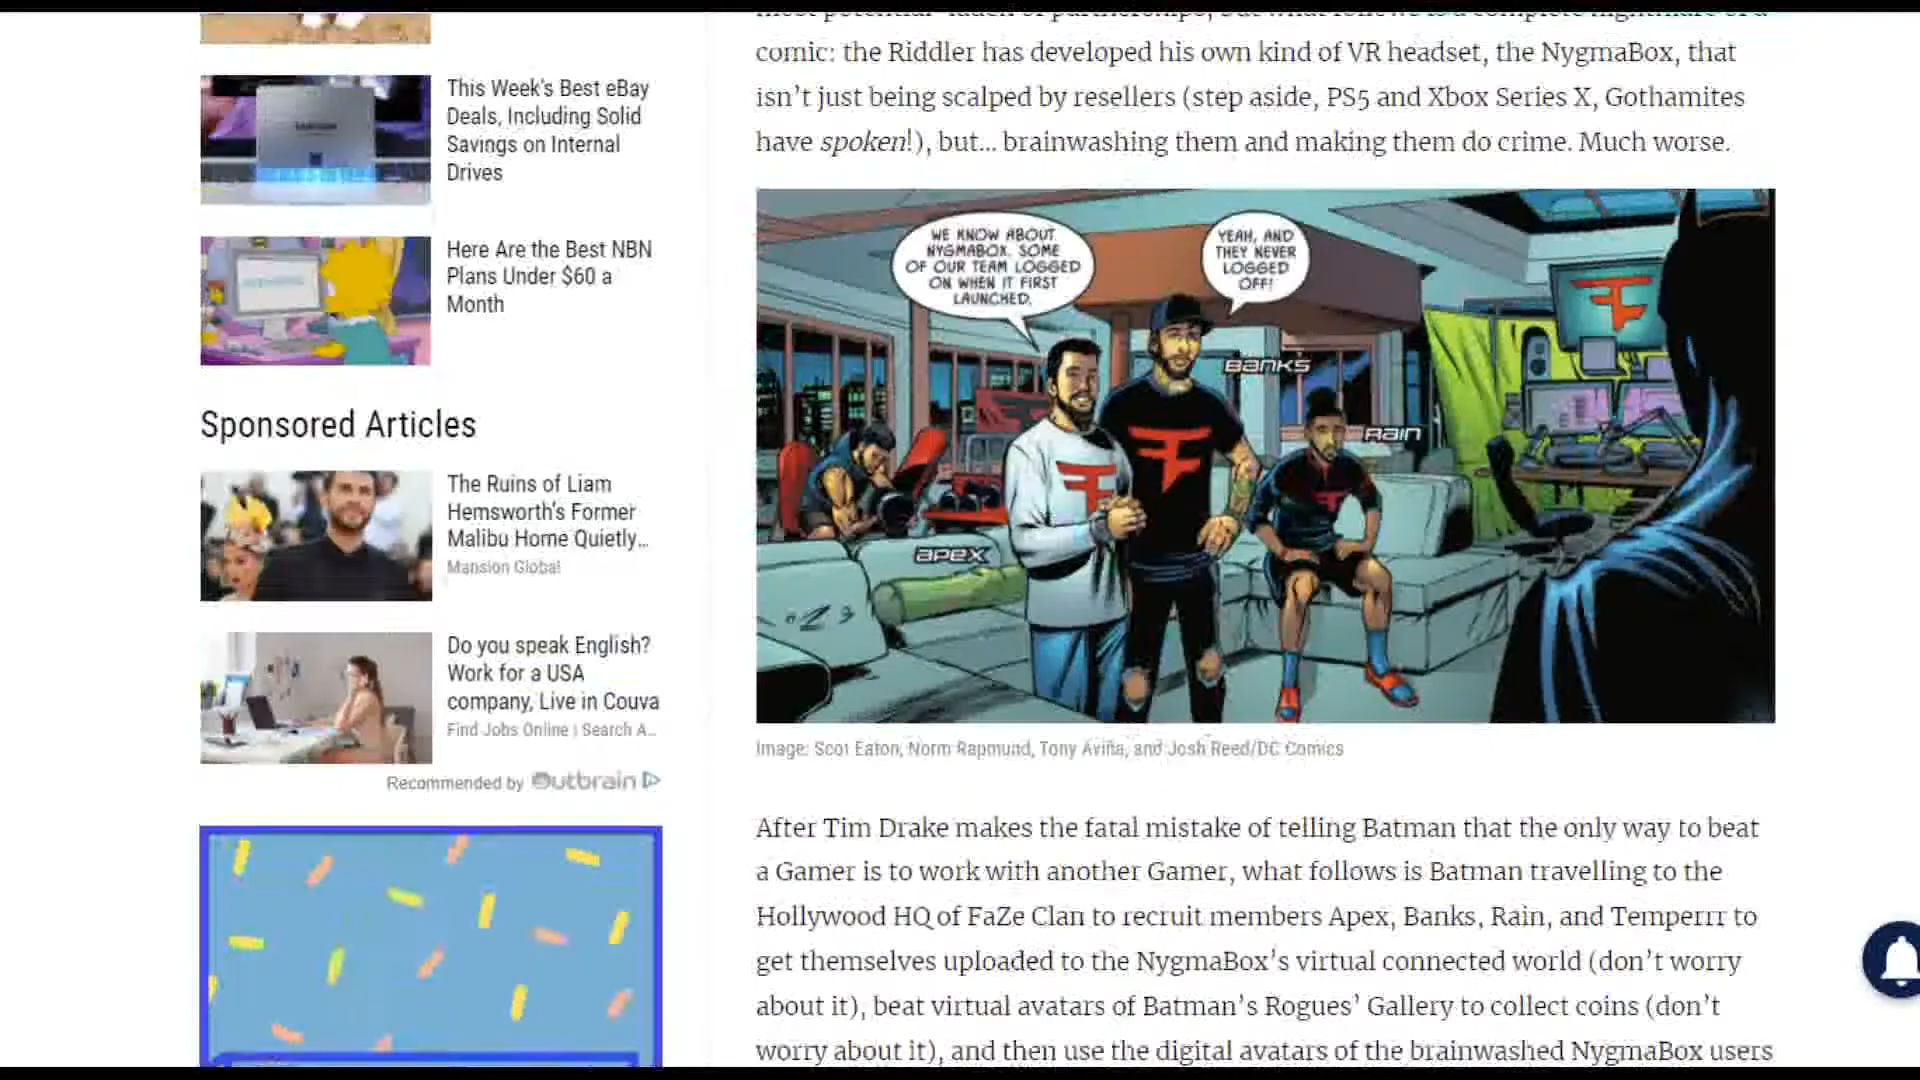 This Week's Best eBay
Deals, Including Solid
Savings on Internal
Drives
Here Are the Best NBN
Plans Under $60 a
Month
Sponsored Articles
The Ruins of Liam
Hemsworth's Former
Malibu Home Quietly...
Mansion Global
Do you speak English?
Work for a USA
company, Live in Couva
Find Jobs Online | Search A...
Recommended by Outbrain
comic: the Riddler has developed his own kind of VR headset, the NygmaBox, that
isn't just being scalped by resellers (step aside, PS5 and Xbox Series X, Gothamites
have spoken!), but... brainwashing them and making them do crime. Much worse.
WE KNOW ABOUT
NYGMABOX. SOME
OF OUR TEAM LOGGED
ON WHEN IT FIRST
LAUNCHED.
YEAH, AND
THEY NEVER
LOGGED
OFF!
BANKS
RAIN
APEX
Image: Scot Eaton, Norm Rapmund, Tony Aviña, and Josh Reed/DC Comics
After Tim Drake makes the fatal mistake of telling Batman that the only way to beat
a Gamer is to work with another Gamer, what follows is Batman travelling to the
Hollywood HQ of FaZe Clan to recruit members Apex, Banks, Rain, and Temperrr to
get themselves uploaded to the NygmaBox's virtual connected world (don't worry
about it), beat virtual avatars of Batman's Rogues' Gallery to collect coins (don't
worry about it), and then use the digital avatars of the brainwashed NygmaBox users